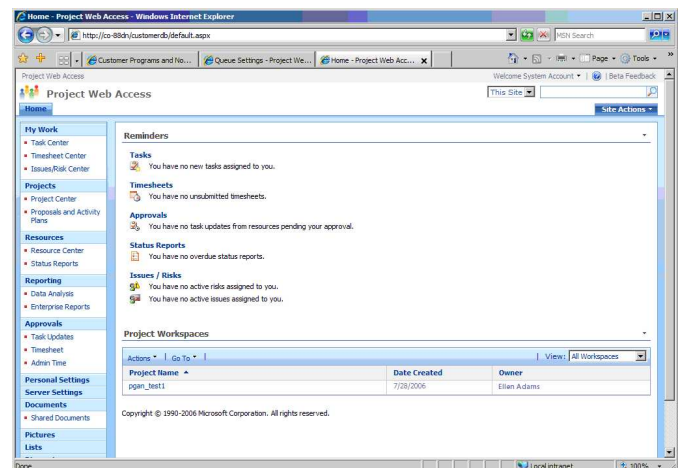 Home - Project Web Access - Windows Internet Explorer
http://co-88dn/customerdb/default.aspx
MSN Search
Customer Programs and No...
Queue Settings - Project We...
Home - Project Web Acc...
Page
Tools
Project Web Access
Welcome System Account
Beta Feedback
Project Web Access
This Site
Home
Site Actions
My Work
Task Center
Timesheet Center
Issues/Risk Center
Projects
Project Center
Proposals and Activity
Plans
Resources
Resource Center
Status Reports
Reporting
Data Analysis
Enterprise Reports
Approvals
Task Updates
Timesheet
Admin Time
Personal Settings
Server Settings
Documents
Shared Documents
Pictures
Lists
Reminders
Tasks
You have no new tasks assigned to you.
Timesheets
You have no unsubmitted timesheets.
Approvals
You have no task updates from resources pending your approval.
Status Reports
You have no overdue status reports.
Issues / Risks
You have no active risks assigned to you.
You have no active issues assigned to you.
Project Workspaces
Actions | Go To |
| View: All Workspaces
Project Name Date Created Owner
pgan_test1 7/28/2006 Ellen Adams
Copyright © 1990-2006 Microsoft Corporation. All rights reserved.
Done
Local intranet
100%